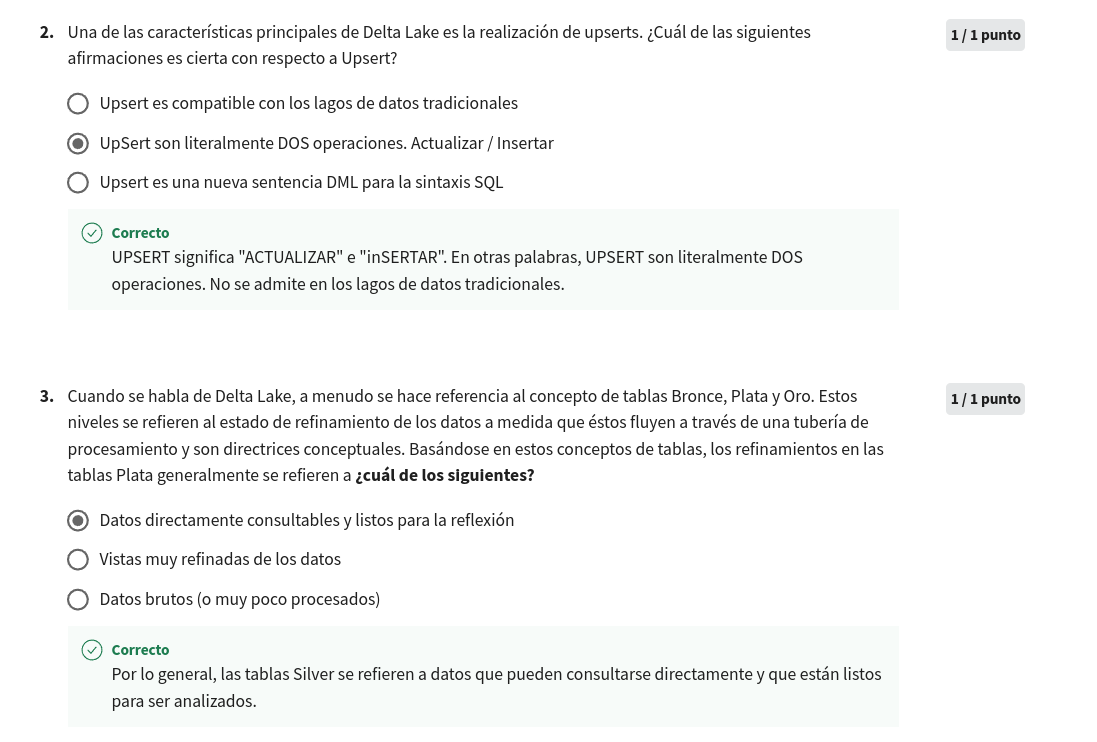 2. Una de las características principales de Delta Lake es la realización de upserts. ¿Cuál de las siguientes
afirmaciones es cierta con respecto a Upsert?
1 / 1 punto
Upsert es compatible con los lagos de datos tradicionales
UpSert son literalmente DOS operaciones. Actualizar / Insertar
Upsert es una nueva sentencia DML para la sintaxis SQL
Correcto
UPSERT significa "ACTUALIZAR" e "inSERTAR". En otras palabras, UPSERT son literalmente DOS
operaciones. No se admite en los lagos de datos tradicionales.
3. Cuando se habla de Delta Lake, a menudo se hace referencia al concepto de tablas Bronce, Plata y Oro. Estos
niveles se refieren al estado de refinamiento de los datos a medida que éstos fluyen a través de una tubería de
procesamiento y son directrices conceptuales. Basándose en estos conceptos de tablas, los refinamientos en las
tablas Plata generalmente se refieren a ¿cuál de los siguientes?
1 / 1 punto
Datos directamente consultables y listos para la reflexión
Vistas muy refinadas de los datos
Datos brutos (o muy poco procesados)
Correcto
Por lo general, las tablas Silver se refieren a datos que pueden consultarse directamente y que están listos
para ser analizados.